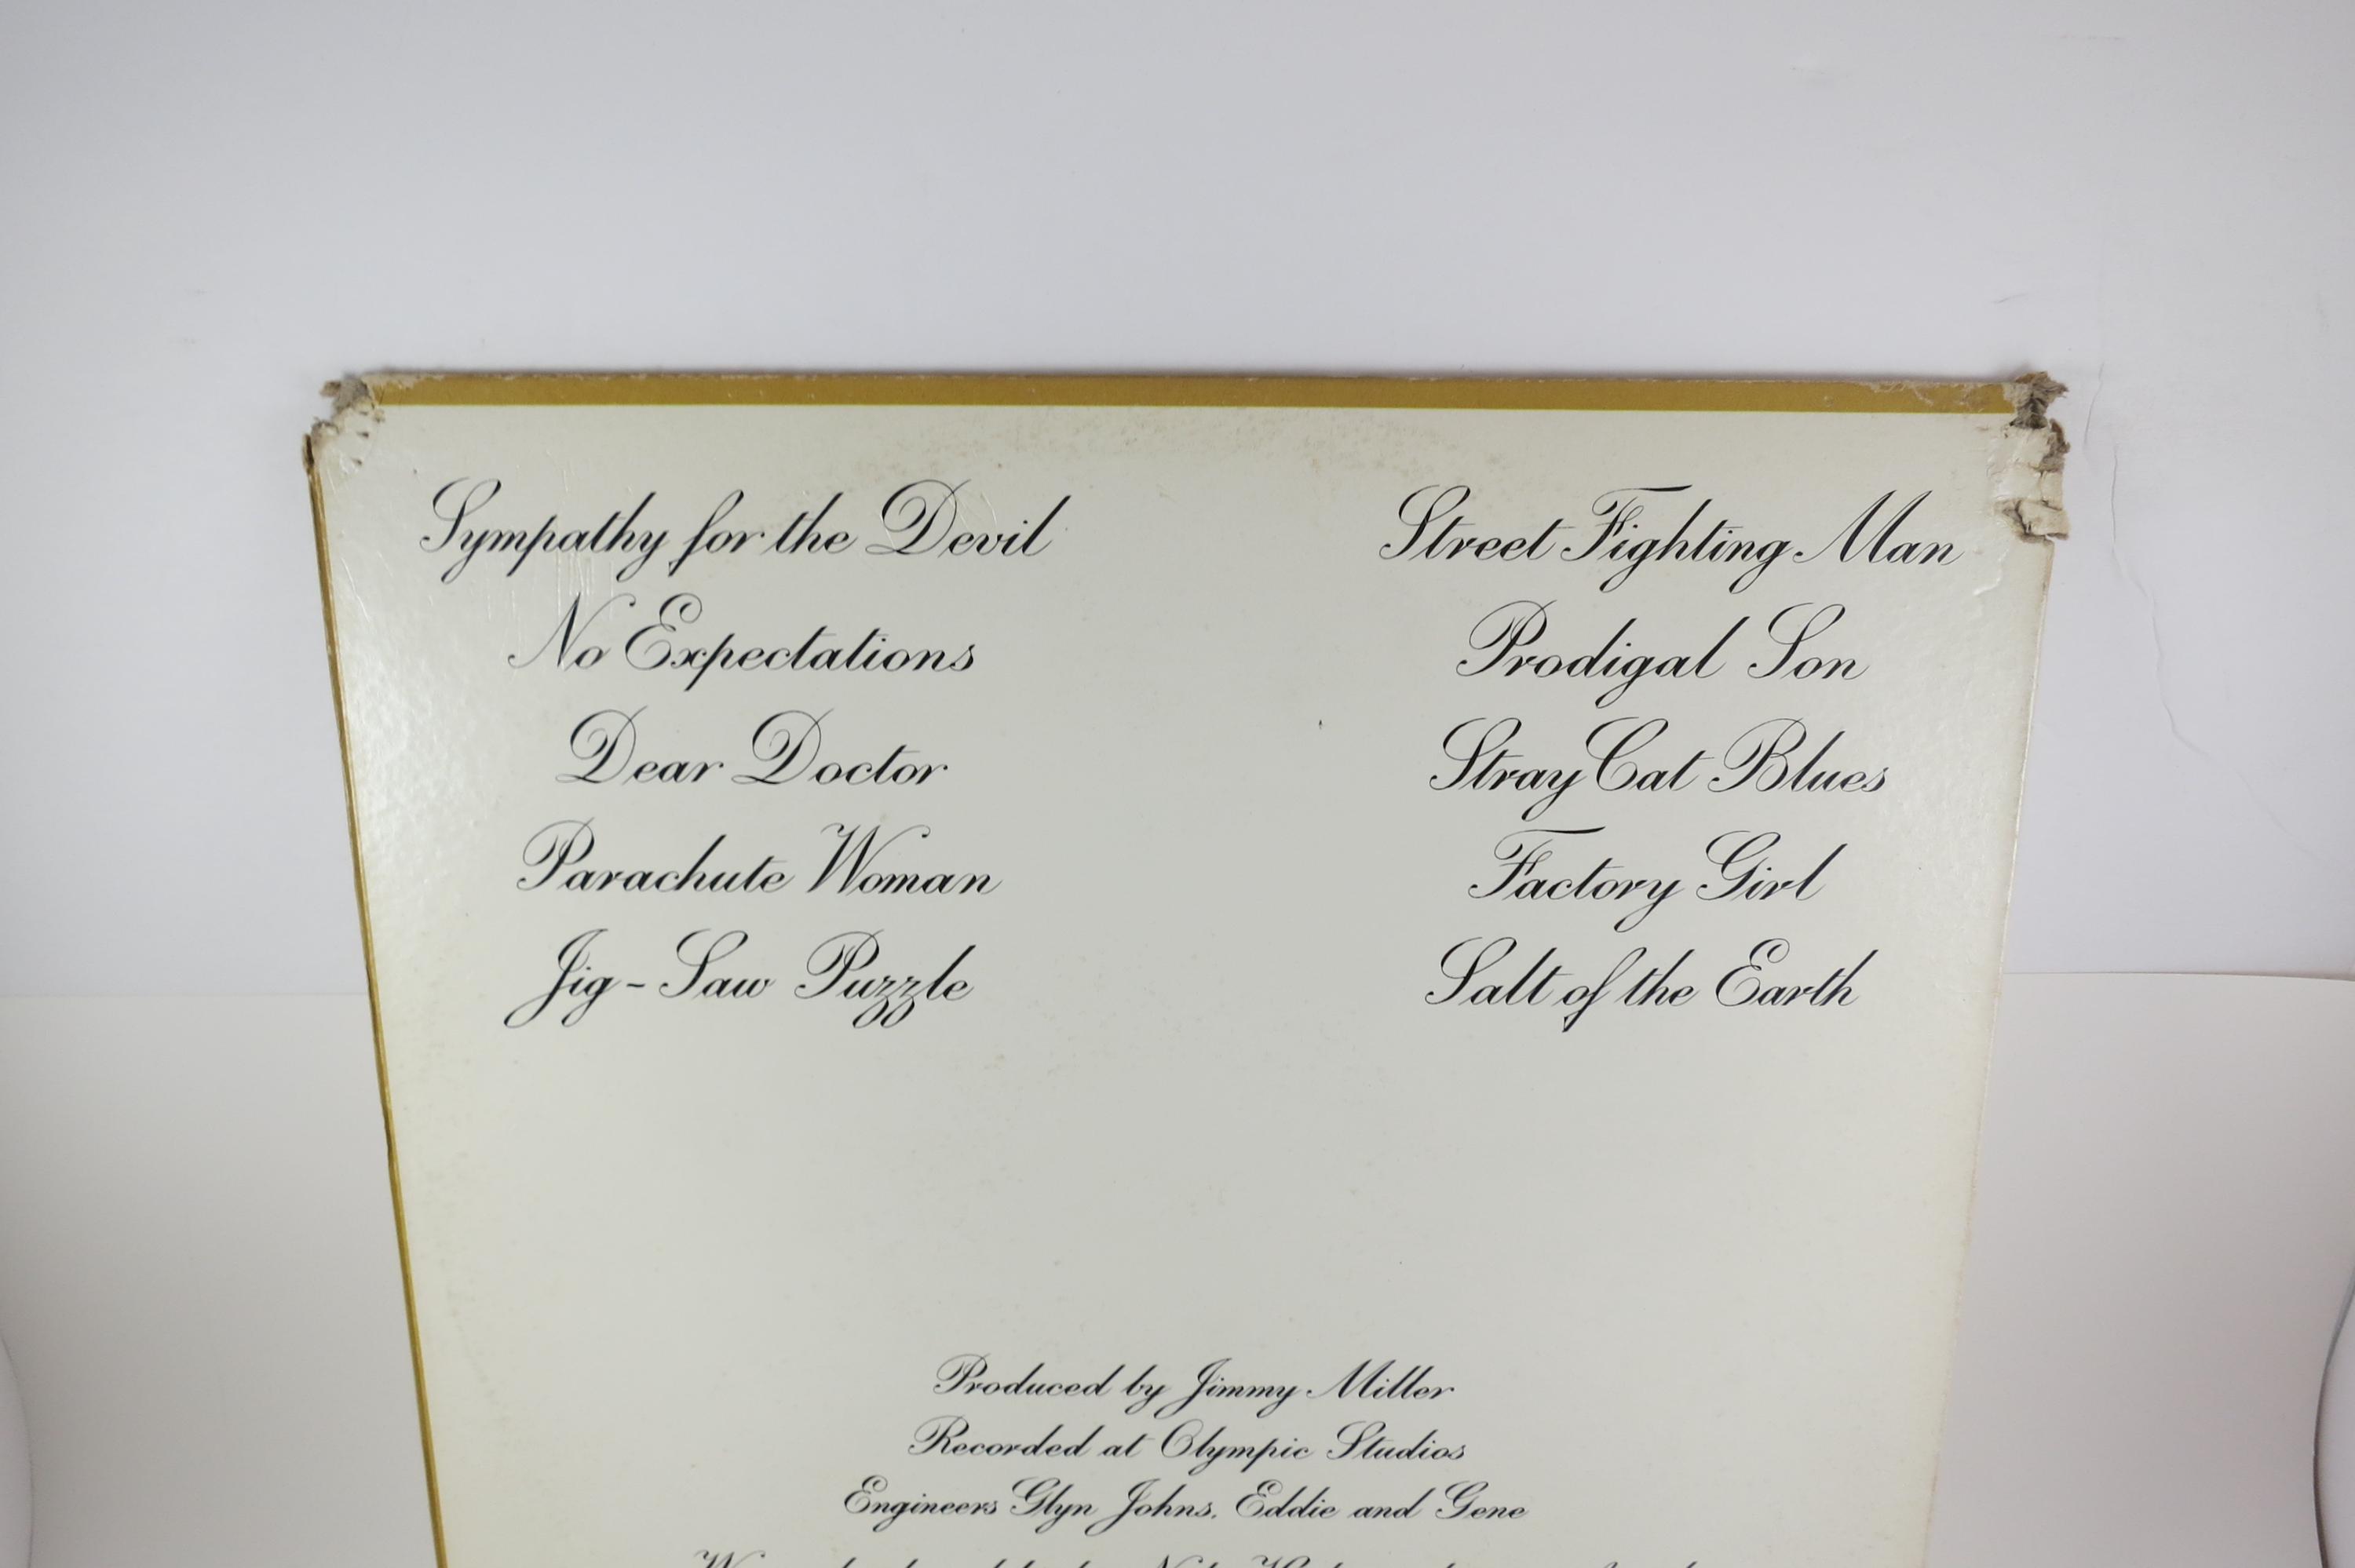 Sympathy for the Devil
No Expectations
Dear Doctor
Parachute Woman
Jig-Saw Puzzle
Street Fighting Man
Prodigal Son
Stray Cat Blues
Factory Girl
Salt of the Earth
Produced by Jimmy Miller
Recorded at Olympic Studios
Engineers Glyn Johns, Eddie and Gene